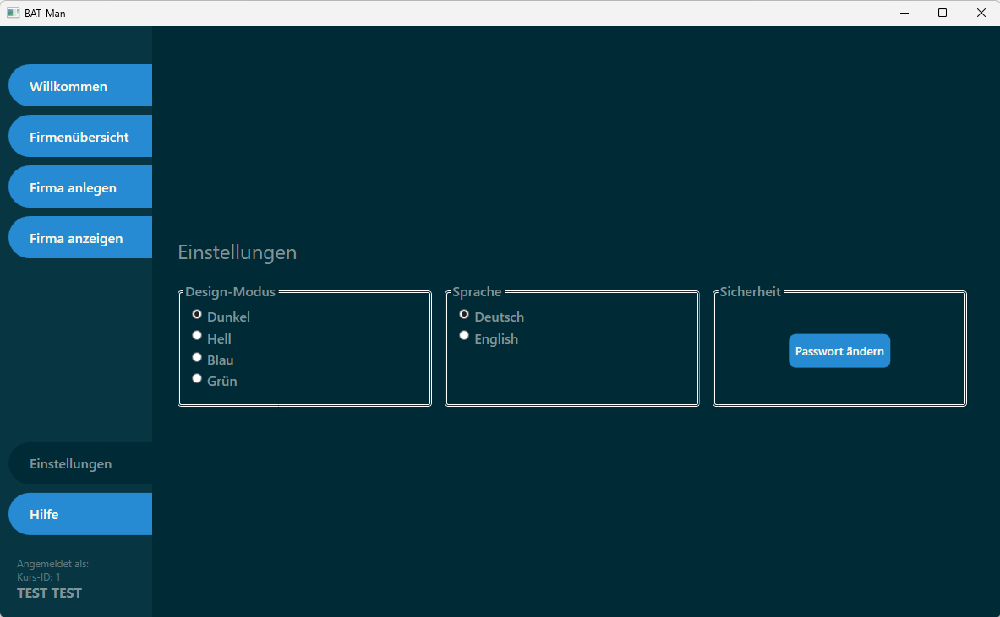 BAT-Man
Willkommen
Firmenübersicht
Firma anlegen
Firma anzeigen
Einstellungen
Hilfe
Angemeldet als:
Kurs-ID: 1
TEST TEST
Einstellungen
Design-Modus
Dunkel
Hell
Blau
Grün
Sprache
Deutsch
English
Sicherheit
Passwort ändern